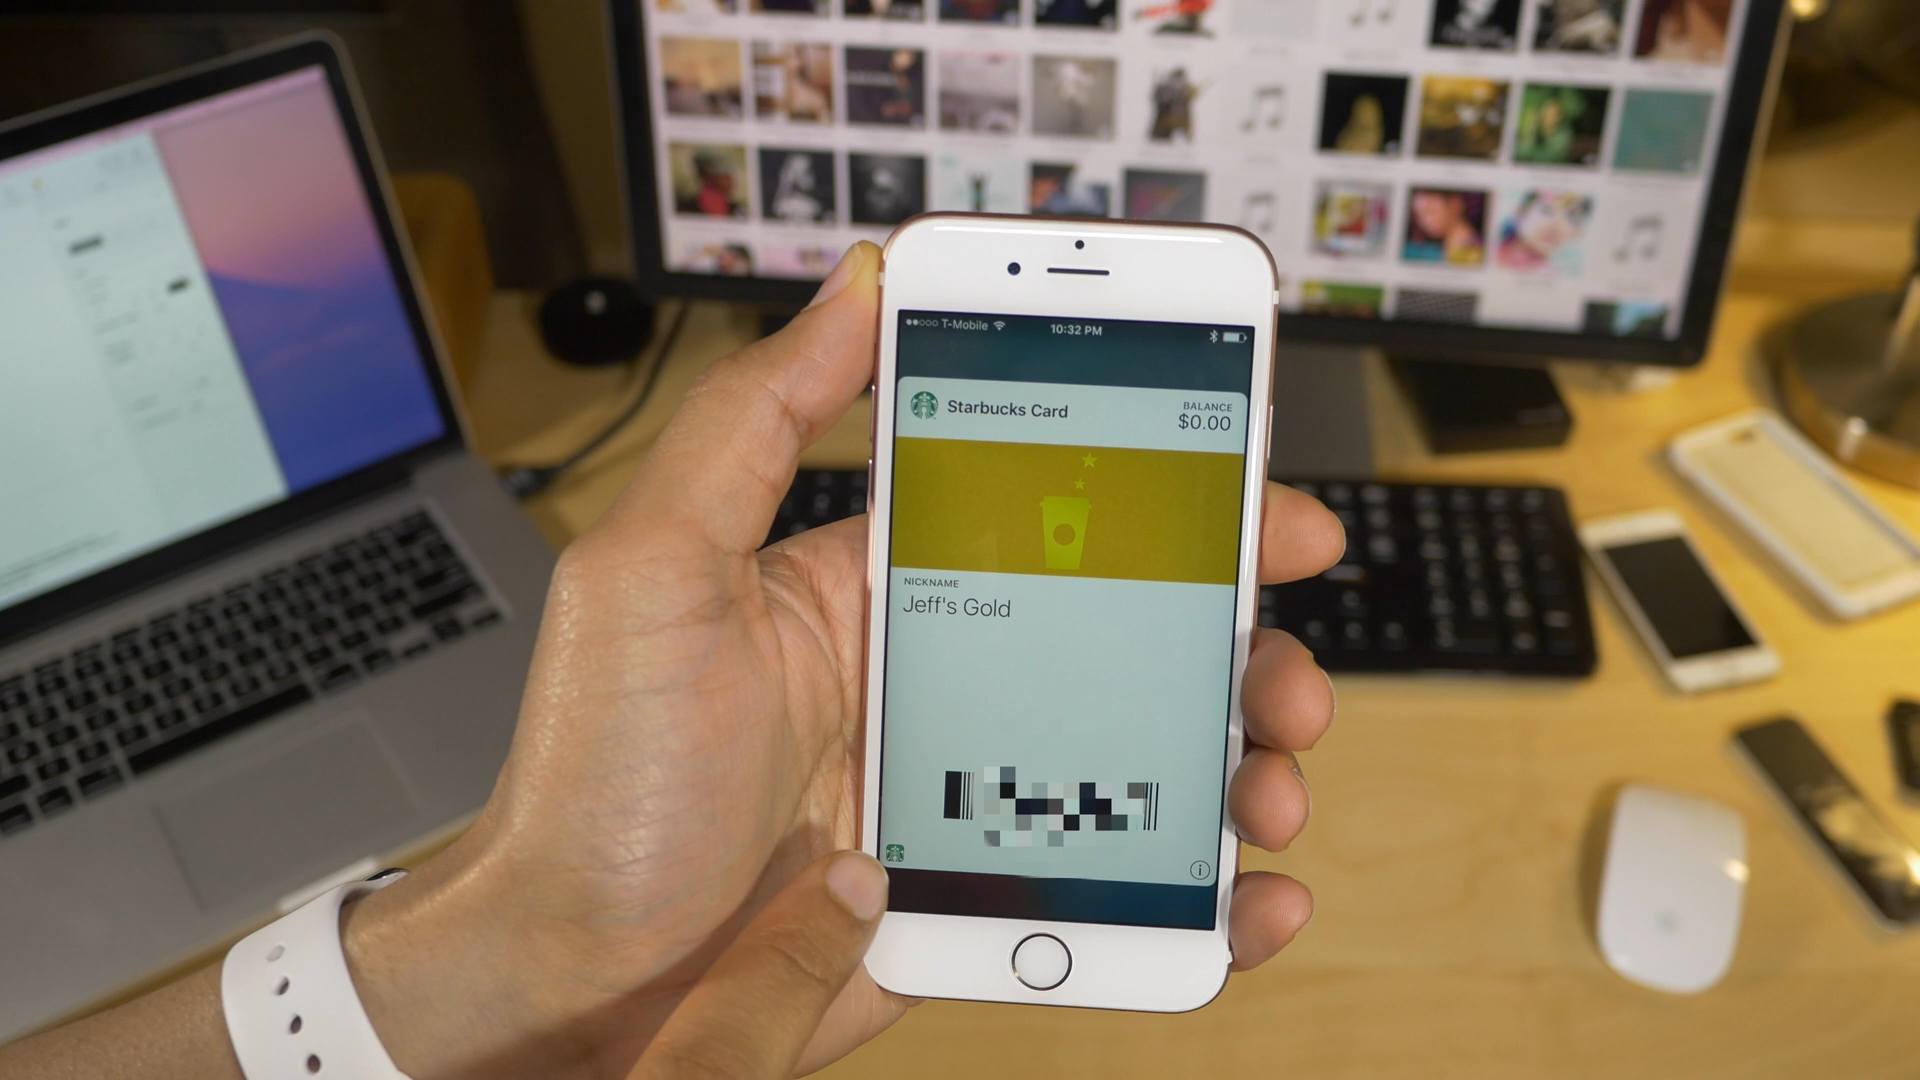 T-Mobile 10:32 PM
Starbucks Card
BALANCE
$0.00
NICKNAME
Jeff's Gold